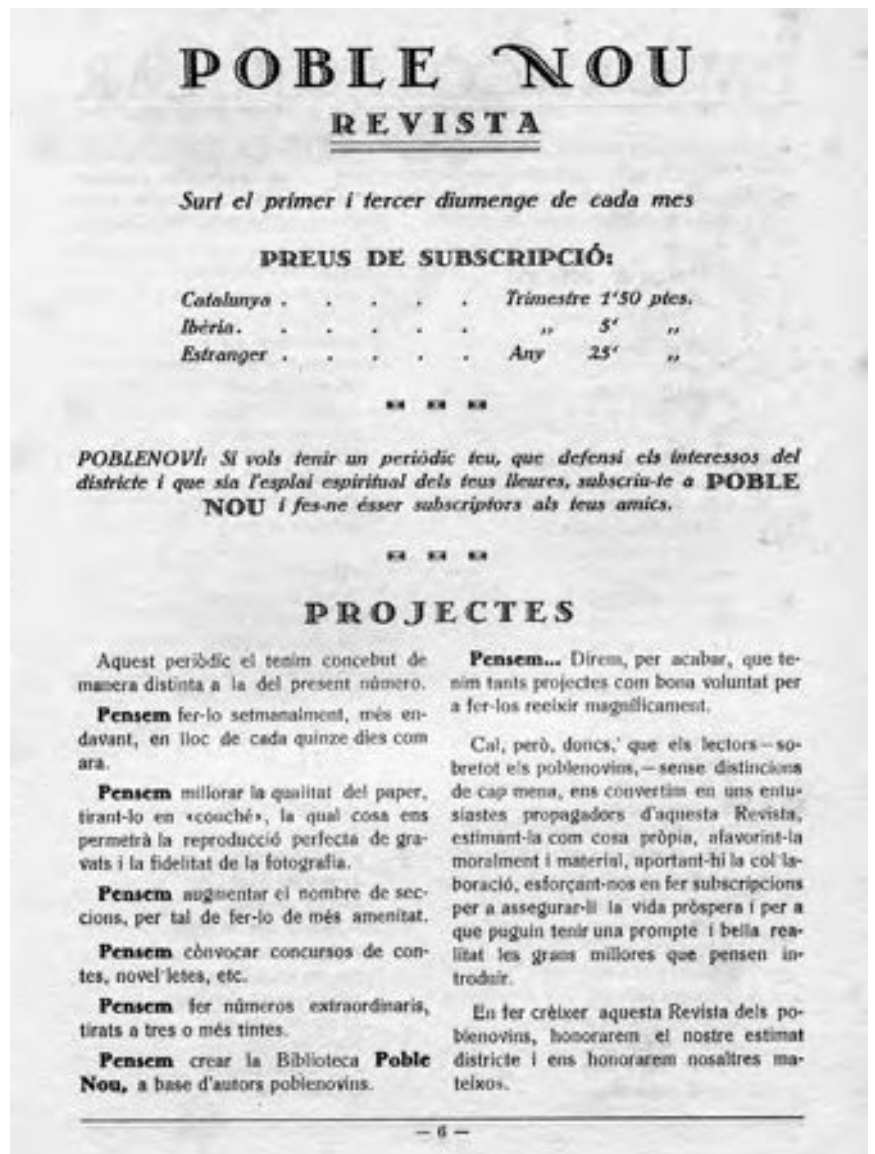 POBLE NOU
REVISTA
Surt el primer i tercer diumenge de cada mes
PREUS DE SUBSCRIPCIÓ:
Catalunya . . . . . Trimestre 1'50 ptes.
Ibèria. . . . . . „ 5' „
Estranger . . . . . Any 25' „
POBLENOVÍ: Si vols tenir un periòdic teu, que defensi els interessos del
districte i que sia l'esplai espiritual dels teus lleures, subscriu-te a POBLE
NOU i fes-ne ésser subscriptors als teus amics.
PROJECTES
Aquest periòdic el tenim concebut de
manera distinta a la del present número.
Pensem fer-lo setmanalment, més en-
davant, en lloc de cada quinze dies com
ara.
Pensem millorar la qualitat del paper,
tirant-lo en «couché», la qual cosa ens
permetrà la reproducció perfecta de gra-
vats i la fidelitat de la fotografia.
Pensem augmentar el nombre de sec-
cions, per tal de fer-lo de més amenitat.
Pensem cònvocar concursos de con-
tes, novel·letes, etc.
Pensem fer números extraordinaris,
tirats a tres o més tintes.
Pensem crear la Biblioteca Poble
Nou, a base d'autors poblenovins.
Pensem... Direm, per acabar, que te-
nim tants projectes com bona voluntat per
a fer-los reeixir magníficament.
Cal, però, doncs,' que els lectors—so-
bretot els poblenovins,—sense distincions
de cap mena, ens convertim en uns entu-
siastes propagadors d'aquesta Revista,
estimant-la com cosa pròpia, afavorint-la
moralment i material, aportant-hi la col·la-
boració, esforçant-nos en fer subscripcions
per a assegurar-li la vida pròspera i per a
que puguin tenir una prompte i bella rea-
litat les grans millores que pensen in-
troduir.
En fer crèixer aquesta Revista dels po-
blenovins, honorarem el nostre estimat
districte i ens honorarem nosaltres ma-
teixos.
— 6 —